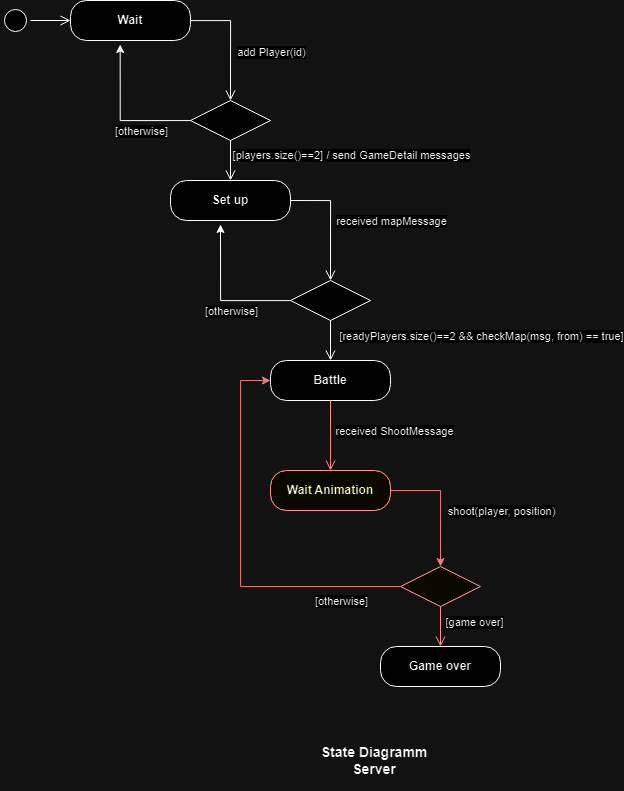 Wait
add Player(id)
[otherwise]
[players.size()==2] / send GameDetail messages
Set up
received mapMessage
[otherwise]
[readyPlayers.size()==2 && checkMap(msg, from) == true]
Battle
received ShootMessage
Wait Animation
shoot(player, position)
[otherwise]
[game over]
Game over
State Diagramm
Server